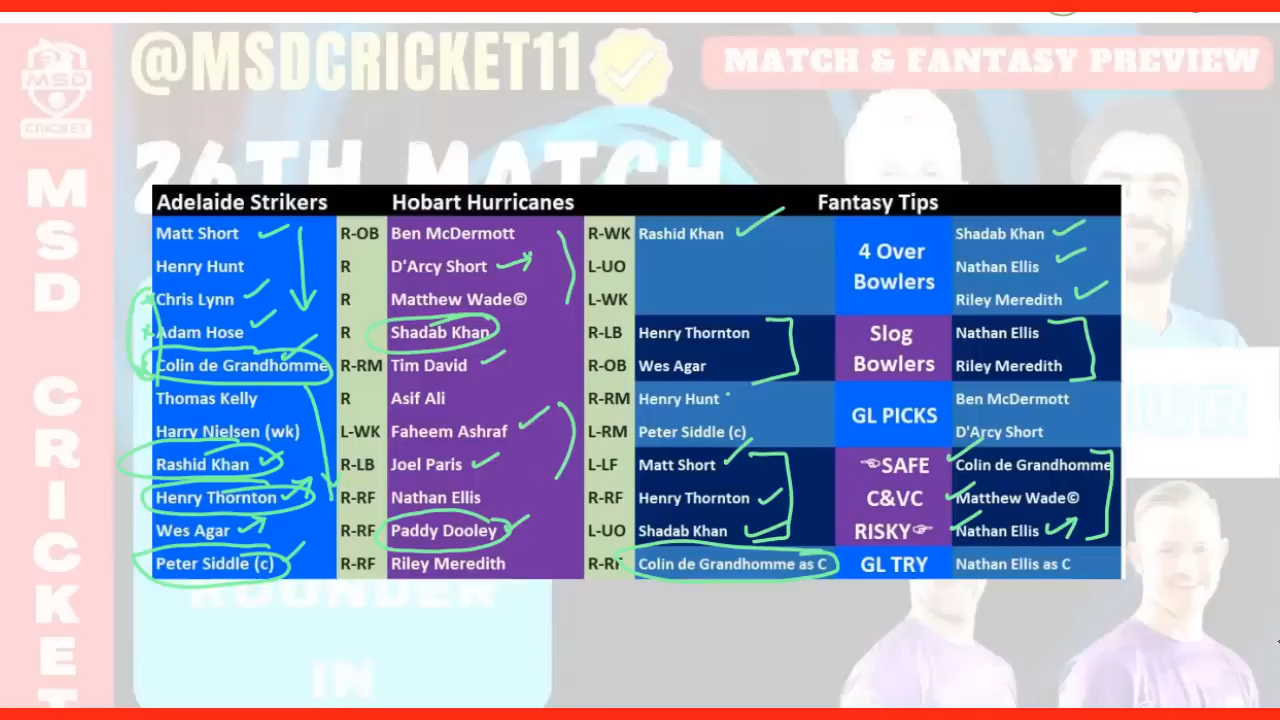 @MSDCRICKET11
MATCH & FANTASY PREVIEW
MSD
CRICKET
MSD CRICKET
26TH MATCH
Adelaide Strikers Hobart Hurricanes Fantasy Tips
Matt Short R-OB Ben McDermott R-WK Rashid Khan 4 Over Bowlers Shadab Khan
Henry Hunt R D'Arcy Short L-UO Nathan Ellis
Chris Lynn R Matthew Wade© L-WK Riley Meredith
Adam Hose R Shadab Khan R-LB Henry Thornton Slog Bowlers Nathan Ellis
Colin de Grandhomme R-RM Tim David R-OB Wes Agar Riley Meredith
Thomas Kelly R Asif Ali R-RM Henry Hunt GL PICKS Ben McDermott
Harry Nielsen (wk) L-WK Faheem Ashraf L-RM Peter Siddle (c) D'Arcy Short
Rashid Khan R-LB Joel Paris L-LF Matt Short ☜SAFE Colin de Grandhomme
Henry Thornton R-RF Nathan Ellis R-RF Henry Thornton C&VC Matthew Wade©
Wes Agar R-RF Paddy Dooley L-UO Shadab Khan RISKY☞ Nathan Ellis
Peter Siddle (c) R-RF Riley Meredith R-RF Colin de Grandhomme as C GL TRY Nathan Ellis as C
ROUNDER
IN